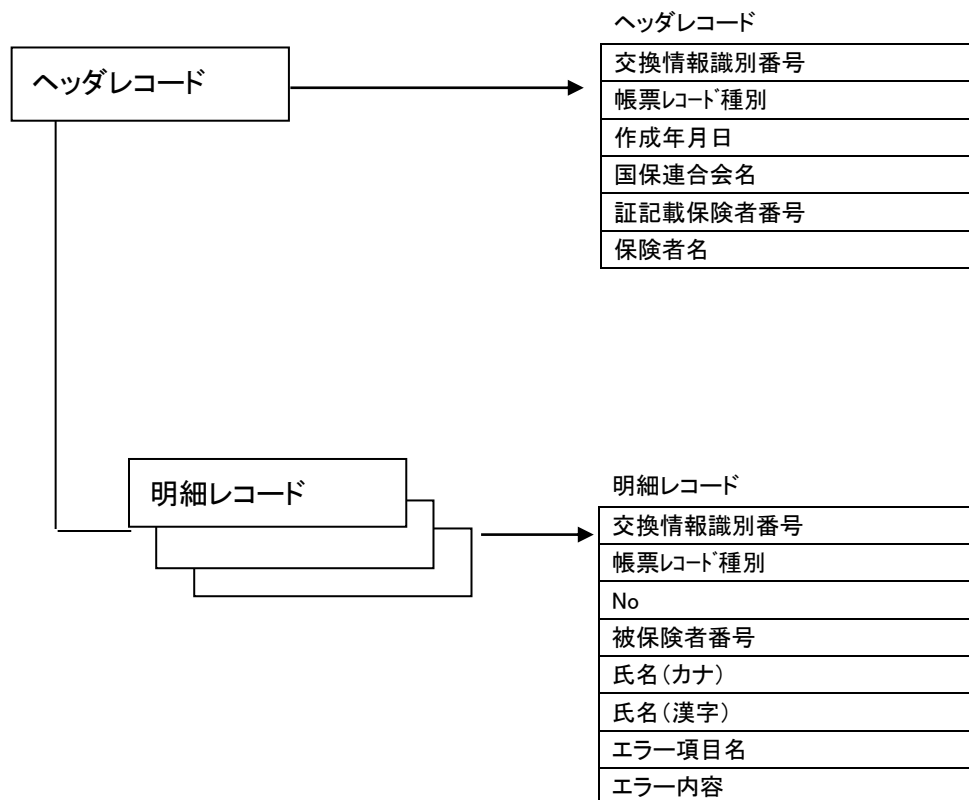 ヘッダレコード
ヘッダレコード
交換情報識別番号
帳票ﾚｺｰﾄﾞ種別
作成年月日
国保連合会名
証記載保険者番号
保険者名
明細レコード
明細レコード
交換情報識別番号
帳票ﾚｺｰﾄﾞ種別
No
被保険者番号
氏名(カナ)
氏名(漢字)
エラー項目名
エラー内容